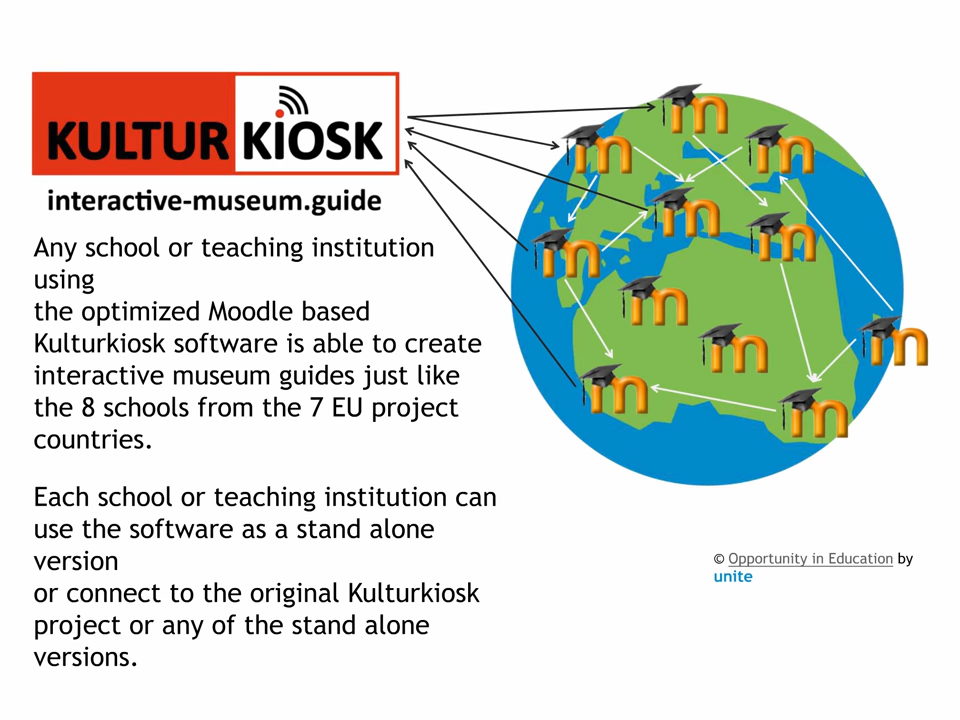 KULTUR KIOSK
interactive-museum.guide
Any school or teaching institution
using
the optimized Moodle based
Kulturkiosk software is able to create
interactive museum guides just like
the 8 schools from the 7 EU project
countries.
Each school or teaching institution can
use the software as a stand alone
version
or connect to the original Kulturkiosk
project or any of the stand alone
versions.
m
m
m
m
m
m
m
m
m
m
m
© Opportunity in Education by
unite